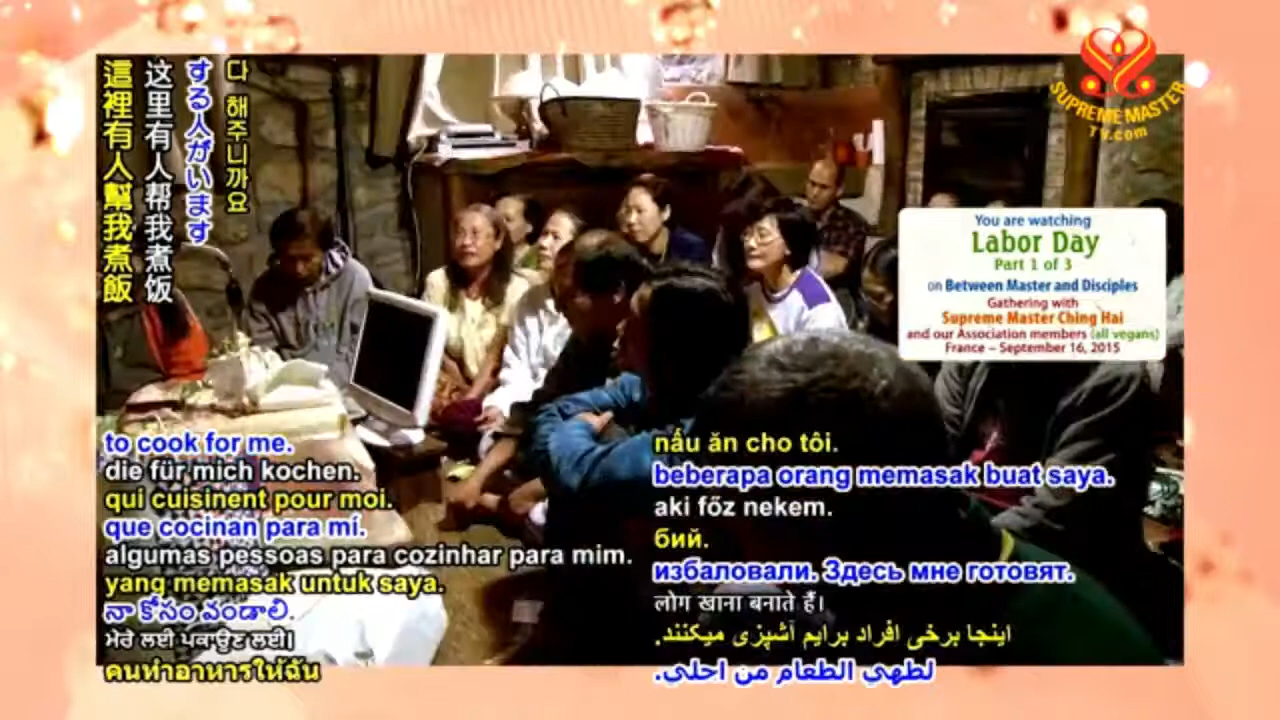 這裡有人幫我煮飯
这里有人帮我煮饭
する人がいます
다 해주니까요
SUPREME MASTER
TV.com
You are watching
Labor Day
Part 1 of 3
on Between Master and Disciples
Gathering with
Supreme Master Ching Hai
and our Association members (all vegans)
France – September 16, 2015
to cook for me.
die für mich kochen.
qui cuisinent pour moi.
que cocinan para mí.
algumas pessoas para cozinhar para mim.
yang memasak untuk saya.
నా కోసం వండాలి.
ਮੇਰੇ ਲਈ ਪਕਾਉਣ ਲਈ।
คนทำอาหารให้ฉัน
nấu ăn cho tôi.
beberapa orang memasak buat saya.
aki főz nekem.
бий.
избаловали. Здесь мне готовят.
लोग खाना बनाते हैं।
اینجا برخی افراد برایم آشپزی میکنند.
لطهي الطعام من اجلي.